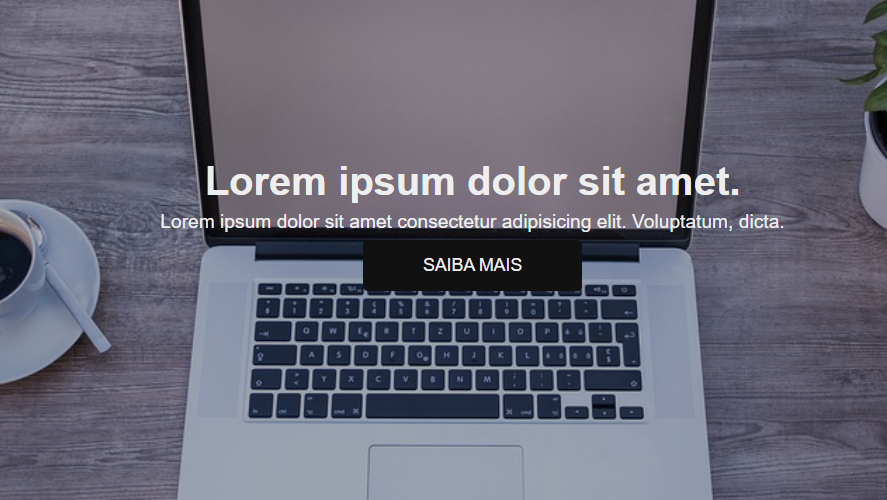 Lorem ipsum dolor sit amet.
Lorem ipsum dolor sit amet consectetur adipisicing elit. Voluptatum, dicta.
SAIBA MAIS
Q W E R T Z U I O P
A S D F G H J K L
Y X C V B N M